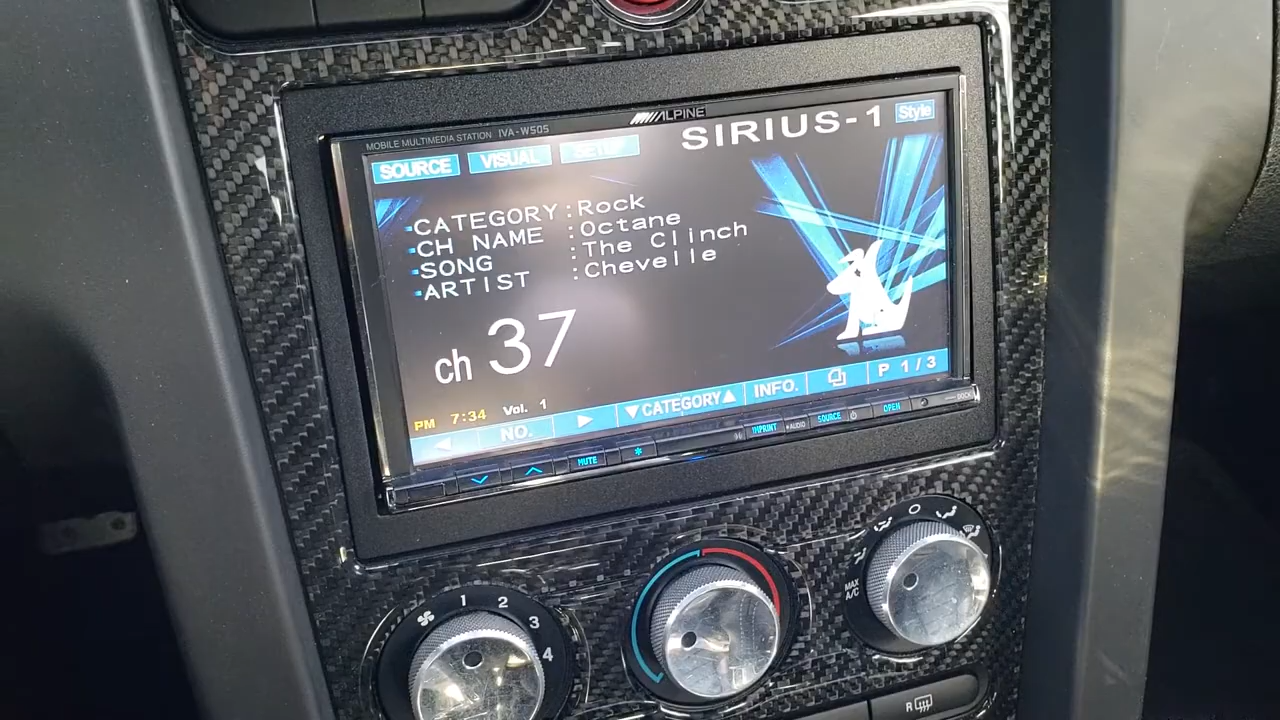 ALPINE
MOBILE MULTIMEDIA STATION IVA-W505
SOURCE VISUAL SETUP SIRIUS-1 Style
CATEGORY :Rock
CH NAME :Octane
SONG :The Clinch
ARTIST :Chevelle
ch 37
PM 7:34 Vol. 1
◀ NO. ▶ ▼CATEGORY▲ INFO. P 1/3
MUTE * IMPRINT AUDIO SOURCE OPEN
1 2 3 4
MAX A/C
R